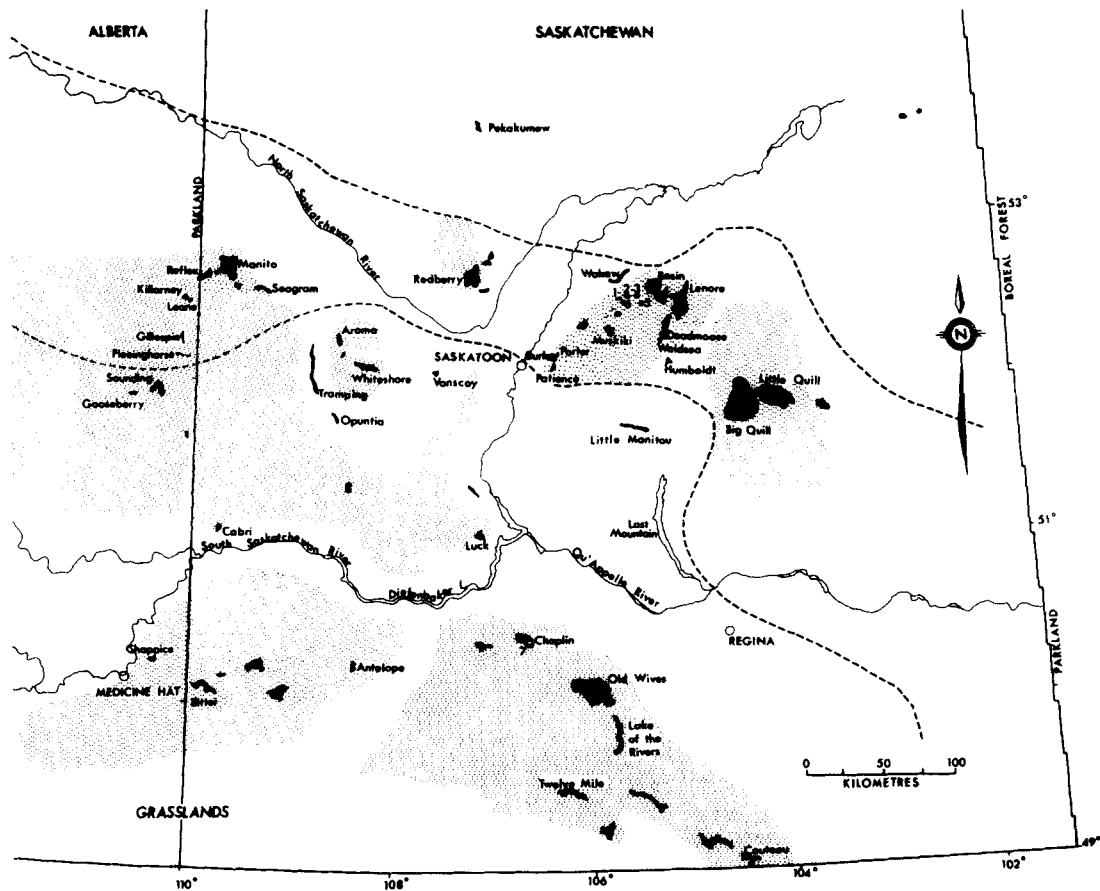 ALBERTA
SASKATCHEWAN
Pekakumew
North Saskatchewan River
PARKLAND
53°
BOREAL FOREST
Manito
Reflex
Redberry
Wakaw
Basin
Lenore
Killarney
Leane
Seagram
Gillespie
Aroma
Muskiki
Deadmoose
Waldsea
SASKATOON
Burke
Porter
Humboldt
Whiteshore
Vanscoy
Patience
Sounding
Gooseberry
Tramping
Little Quill
Opuntia
Little Manitou
Big Quill
N
51°
Cabri
South Saskatchewan River
Luck
Last
Mountain
Qu'Appelle River
Diefenbaker L.
Chaplin
REGINA
PARKLAND
Chappice
Antelope
MEDICINE HAT
Old Wives
Lake
of the
Rivers
0 50 100
KILOMETRES
Twelve Mile
GRASSLANDS
Coteau
49°
110°
108°
106°
104°
102°